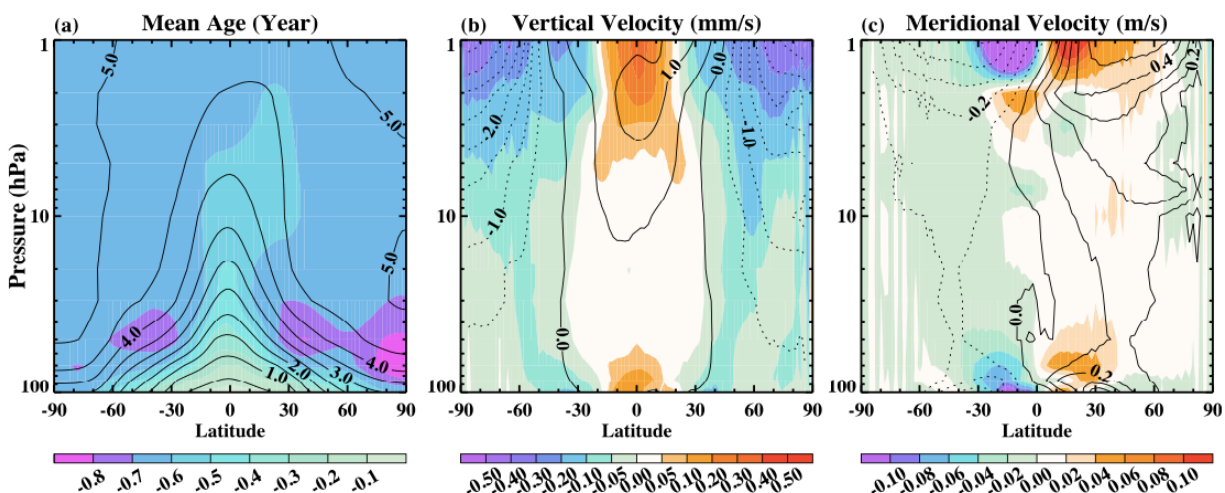 (a) Mean Age (Year)
(b) Vertical Velocity (mm/s)
(c) Meridional Velocity (m/s)
Pressure (hPa)
1
10
100
5.0
5.0
5.0
4.0
4.0
3.0
2.0
1.0
-90 -60 -30 0 30 60 90
Latitude
-0.8 -0.7 -0.6 -0.5 -0.4 -0.3 -0.2 -0.1
1
10
100
-2.0
-1.0
0.0
1.0
0.0
-1.0
-90 -60 -30 0 30 60 90
Latitude
-0.50 -0.40 -0.30 -0.20 -0.10 -0.05 0.00 0.05 0.10 0.20 0.30 0.40 0.50
1
10
100
-0.2
0.4
0.2
0.0
0.2
-90 -60 -30 0 30 60 90
Latitude
-0.10 -0.08 -0.06 -0.04 -0.02 0.00 0.02 0.04 0.06 0.08 0.10